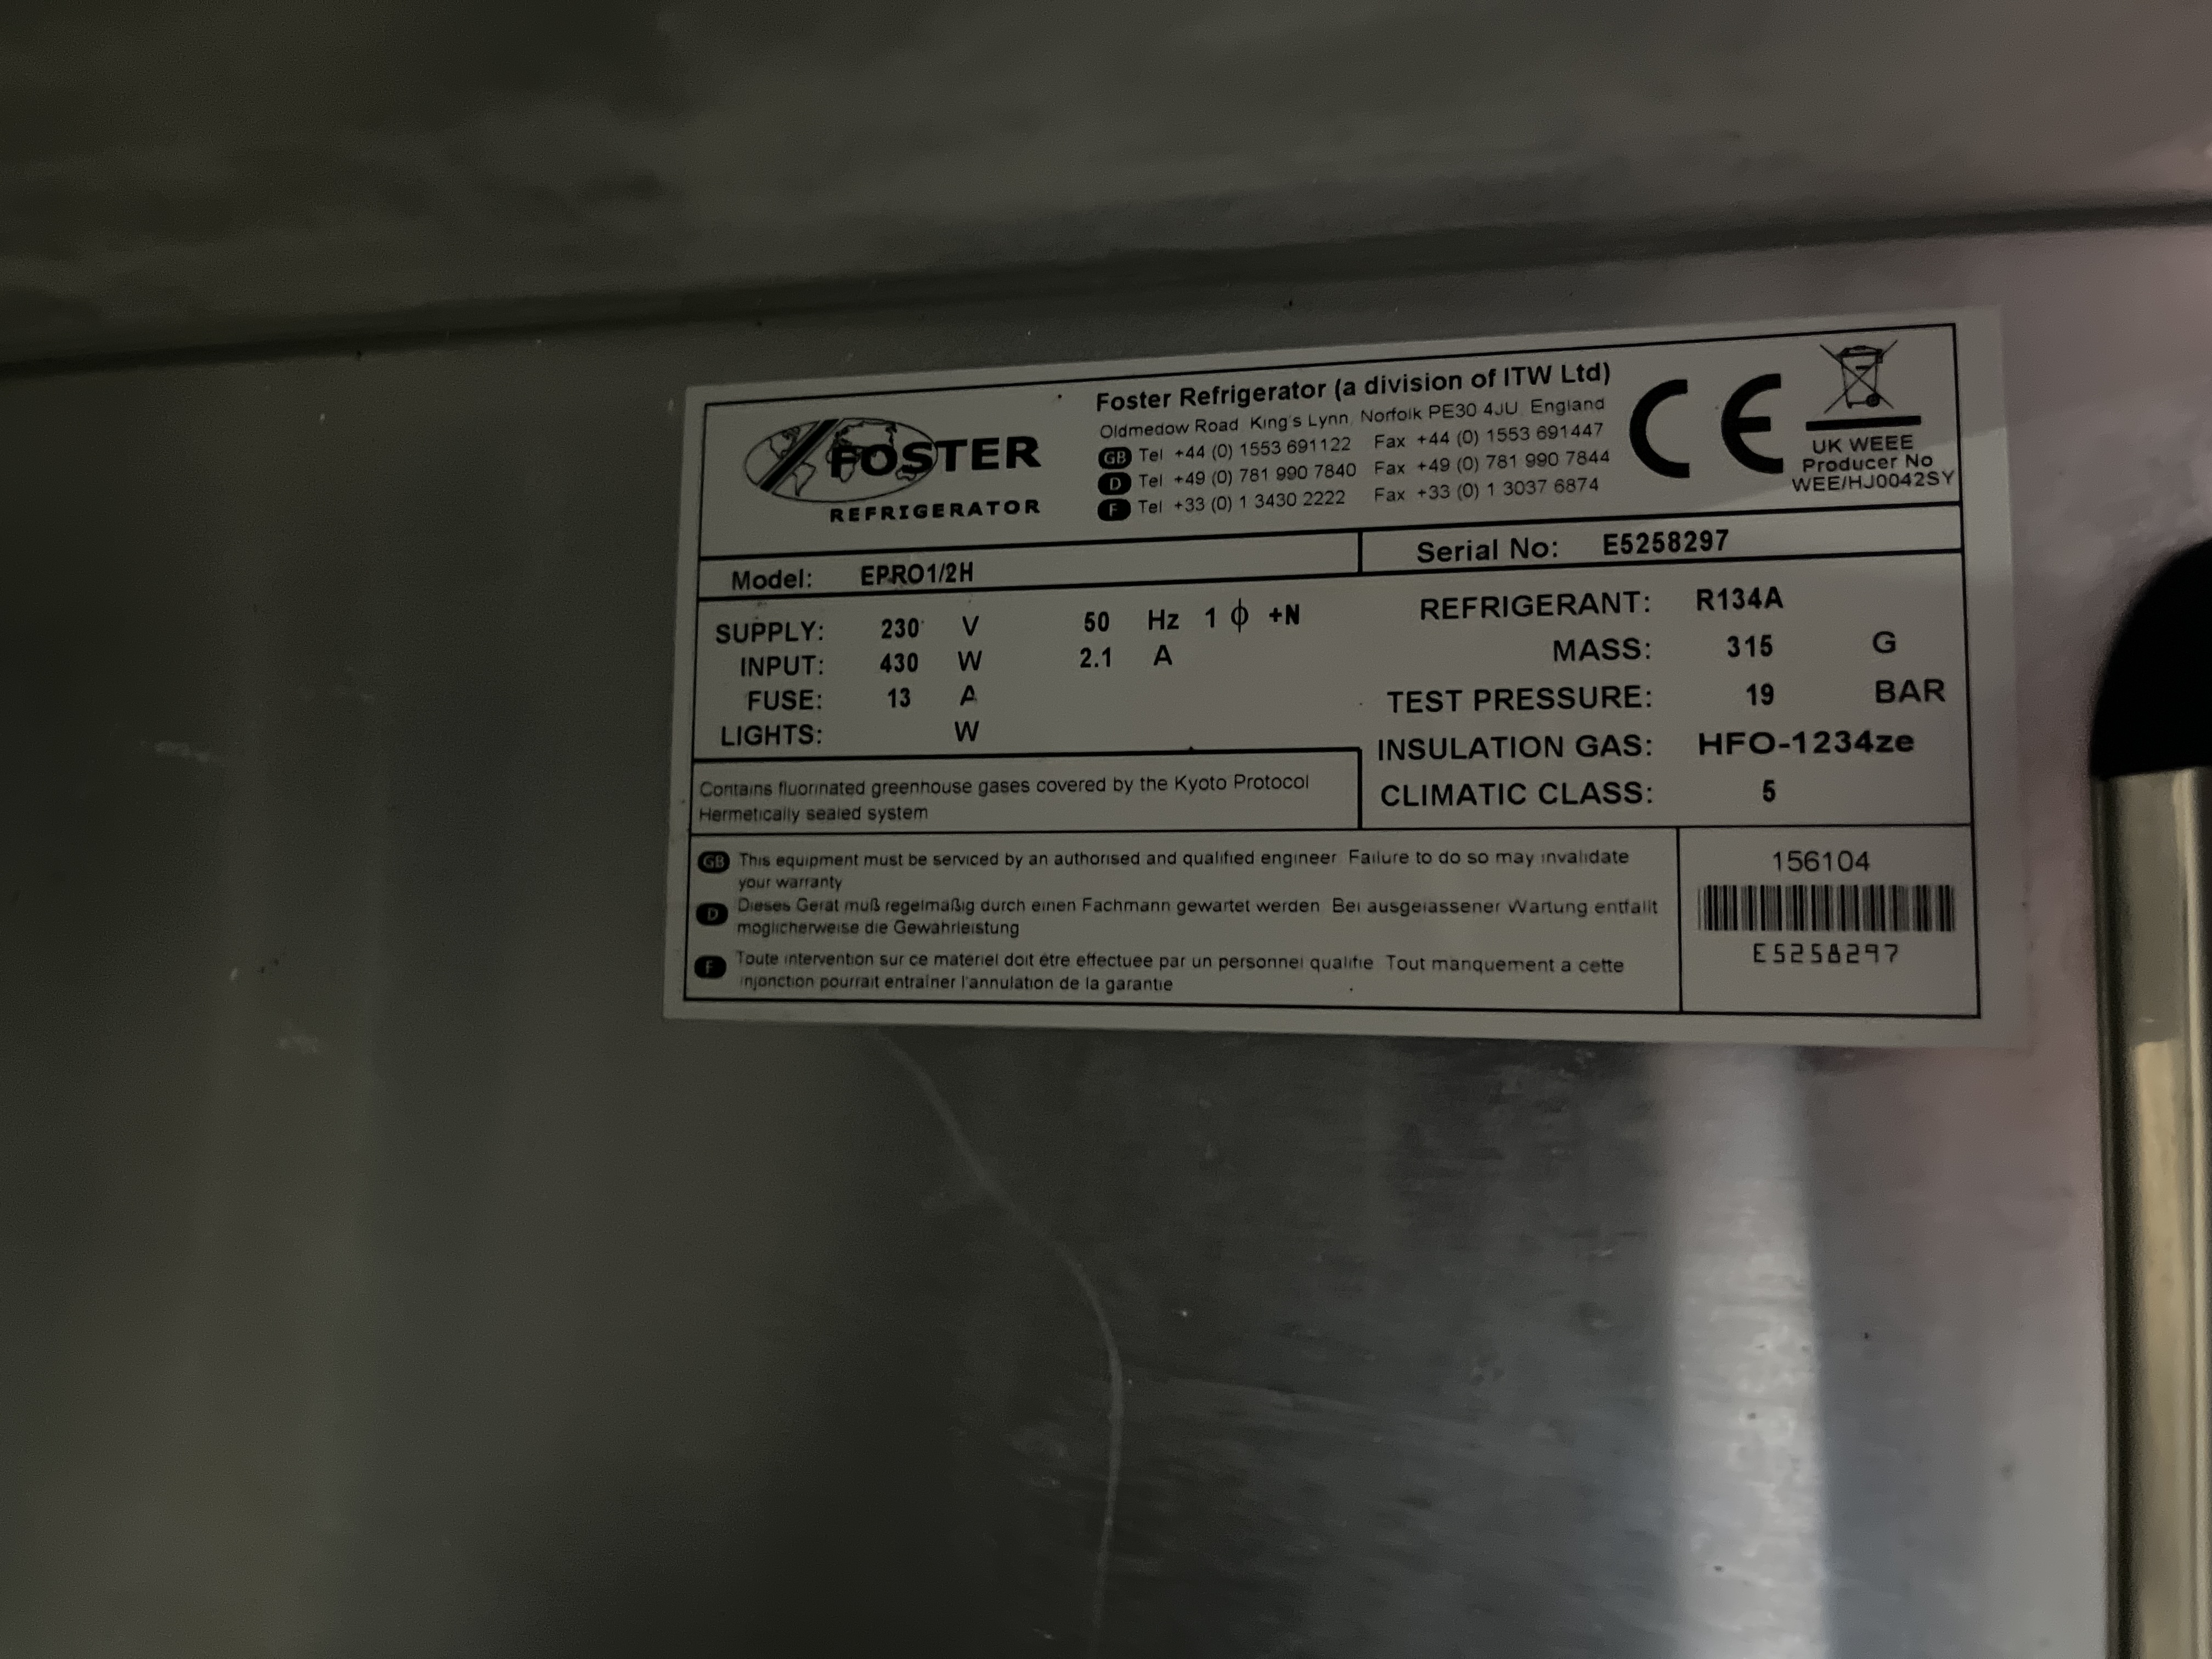 FOSTER
REFRIGERATOR
Foster Refrigerator (a division of ITW Ltd)
Oldmedow Road King's Lynn, Norfolk PE30 4JU, England
GB Tel +44 (0) 1553 691122 Fax +44 (0) 1553 691447
D Tel +49 (0) 781 990 7840 Fax +49 (0) 781 990 7844
F Tel +33 (0) 1 3430 2222 Fax +33 (0) 1 3037 6874
CE
UK WEEE
Producer No
WEE/HJ0042SY
Model: EPRO1/2H
Serial No: E5258297
SUPPLY: 230 V 50 Hz 1 ϕ +N
INPUT: 430 W 2.1 A
FUSE: 13 A
LIGHTS: W
REFRIGERANT: R134A
MASS: 315 G
TEST PRESSURE: 19 BAR
INSULATION GAS: HFO-1234ze
CLIMATIC CLASS: 5
Contains fluorinated greenhouse gases covered by the Kyoto Protocol
Hermetically sealed system
GB This equipment must be serviced by an authorised and qualified engineer Failure to do so may invalidate
your warranty
D Dieses Gerat muß regelmaßig durch einen Fachmann gewartet werden Bei ausgelassener Wartung entfallt
moglicherweise die Gewahrleistung
F Toute intervention sur ce materiel doit être effectuee par un personnel qualifie Tout manquement a cette
injonction pourrait entraîner l'annulation de la garantie
156104
E5258297